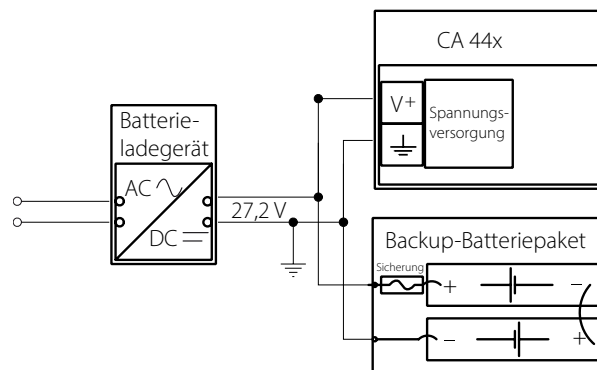 CA 44x
V+
Spannungs-
versorgung
Batterie-
ladegerät
AC
DC
27,2 V
Backup-Batteriepaket
Sicherung
+ −
− +